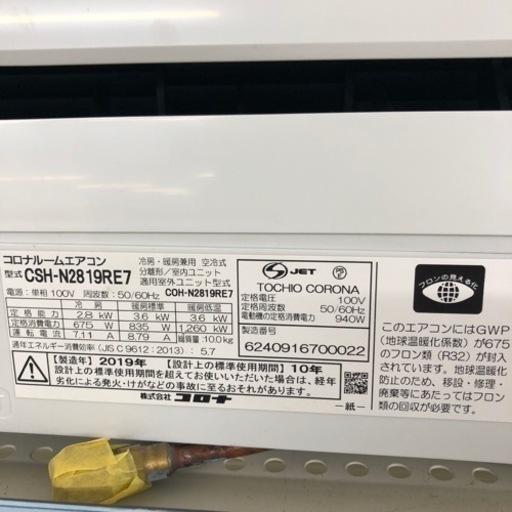 コロナルームエアコン
型式 CSH-N2819RE7
冷房・暖房兼用 空冷式
分離形/室内ユニット
適用室外ユニット型式
COH-N2819RE7
電源:単相100V 周波数:50/60Hz
冷房 暖房標準 暖房低温
定格能力 2.8 kW 3.6 kW 3.6 kW
定格消費電力 675 W 835 W 1,260 kW
運転電流 7.11 A 8.79 A 室内質量 10.0kg
通年エネルギー消費効率(JIS C 9612:2013): 5.7
【製造年】2019年【設計上の標準使用期間】10年
設計上の標準使用期間を超えてお使いいただいた場合は、経年
劣化による発火・けがなどの事故に至るおそれがあります。
株式会社 コロナ
S JET
TOCHIO CORONA
定格電圧 100V
定格周波数 50/60Hz
電動機の定格消費電力 940W
製造番号
6240916700022
-紙-
フロンの見える化
このエアコンにはGWP
(地球温暖化係数)が675
のフロン類(R32)が封入
されています。地球温暖化
防止のため、移設・修理・
廃棄等にあたってはフロン
類の回収が必要です。